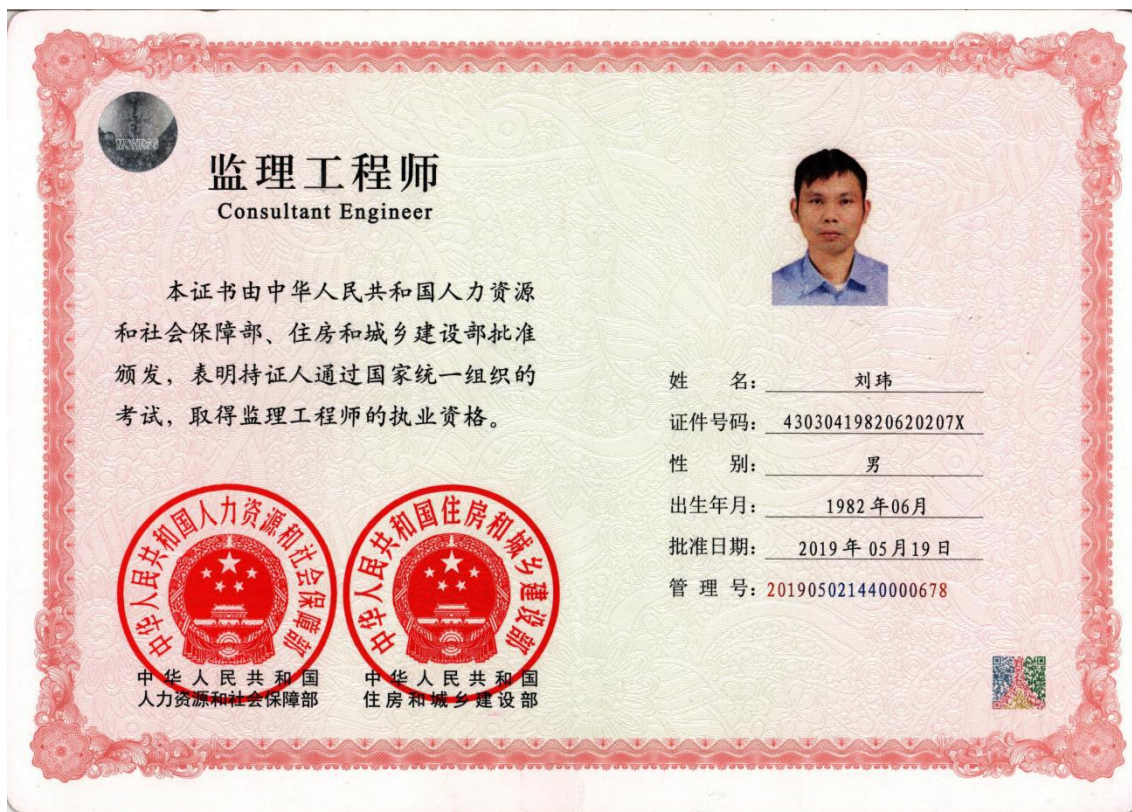 MOHRSS
监理工程师
Consultant Engineer
本证书由中华人民共和国人力资源
和社会保障部、住房和城乡建设部批准
颁发，表明持证人通过国家统一组织的
考试，取得监理工程师的执业资格。
中华人民共和国人力资源和社会保障部
中华人民共和国住房和城乡建设部
中华人民共和国
人力资源和社会保障部
中华人民共和国
住房和城乡建设部
姓 名：刘玮
证件号码：43030419820620207X
性 别：男
出生年月：1982年06月
批准日期：2019年05月19日
管 理 号：201905021440000678